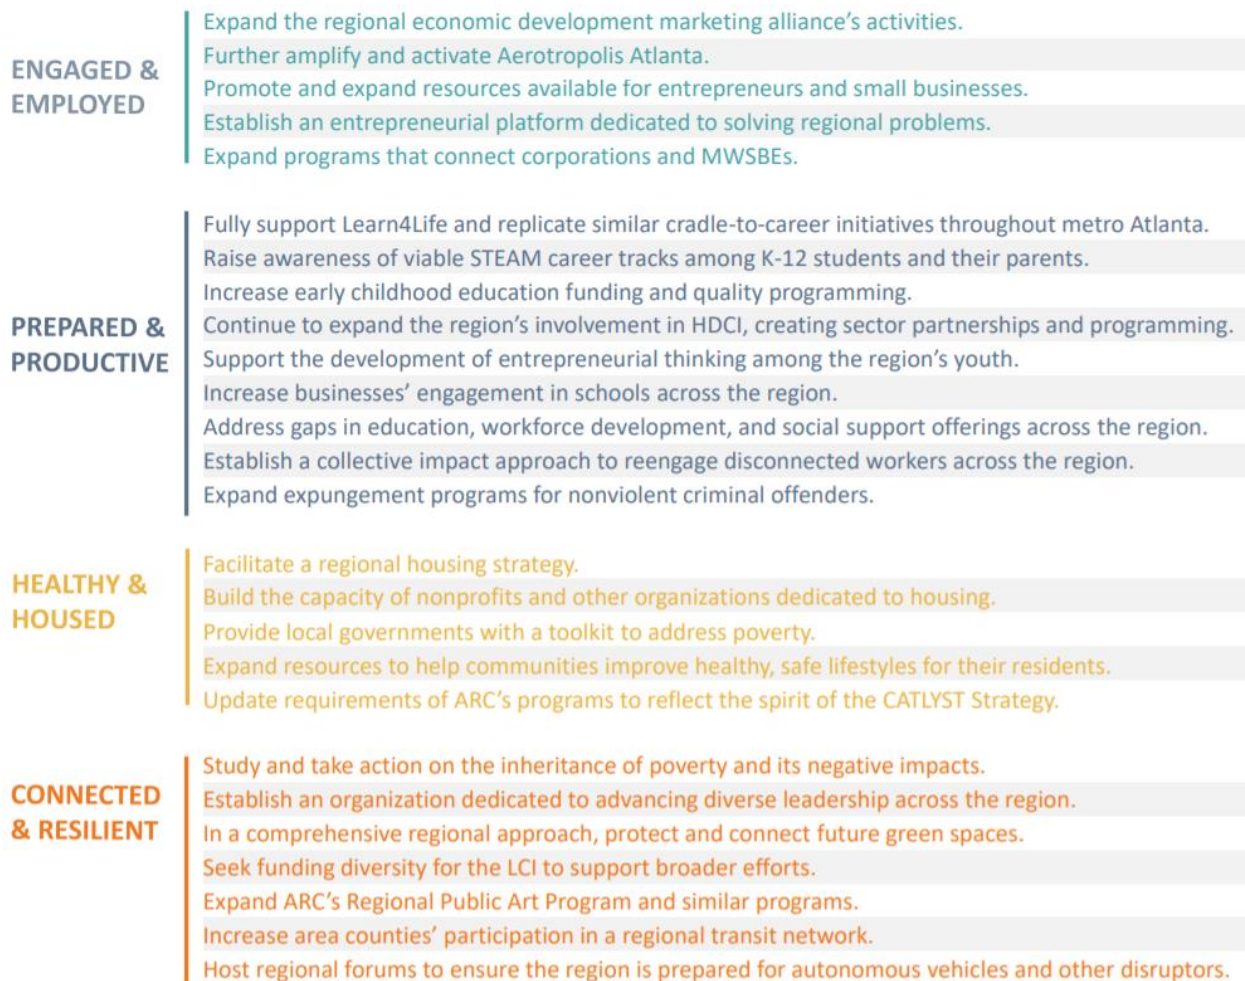 ENGAGED &
EMPLOYED
Expand the regional economic development marketing alliance’s activities.
Further amplify and activate Aerotropolis Atlanta.
Promote and expand resources available for entrepreneurs and small businesses.
Establish an entrepreneurial platform dedicated to solving regional problems.
Expand programs that connect corporations and MWSBEs.
PREPARED &
PRODUCTIVE
Fully support Learn4Life and replicate similar cradle-to-career initiatives throughout metro Atlanta.
Raise awareness of viable STEAM career tracks among K-12 students and their parents.
Increase early childhood education funding and quality programming.
Continue to expand the region’s involvement in HDCI, creating sector partnerships and programming.
Support the development of entrepreneurial thinking among the region’s youth.
Increase businesses’ engagement in schools across the region.
Address gaps in education, workforce development, and social support offerings across the region.
Establish a collective impact approach to reengage disconnected workers across the region.
Expand expungement programs for nonviolent criminal offenders.
HEALTHY &
HOUSED
Facilitate a regional housing strategy.
Build the capacity of nonprofits and other organizations dedicated to housing.
Provide local governments with a toolkit to address poverty.
Expand resources to help communities improve healthy, safe lifestyles for their residents.
Update requirements of ARC’s programs to reflect the spirit of the CATLYST Strategy.
CONNECTED
& RESILIENT
Study and take action on the inheritance of poverty and its negative impacts.
Establish an organization dedicated to advancing diverse leadership across the region.
In a comprehensive regional approach, protect and connect future green spaces.
Seek funding diversity for the LCI to support broader efforts.
Expand ARC’s Regional Public Art Program and similar programs.
Increase area counties’ participation in a regional transit network.
Host regional forums to ensure the region is prepared for autonomous vehicles and other disruptors.